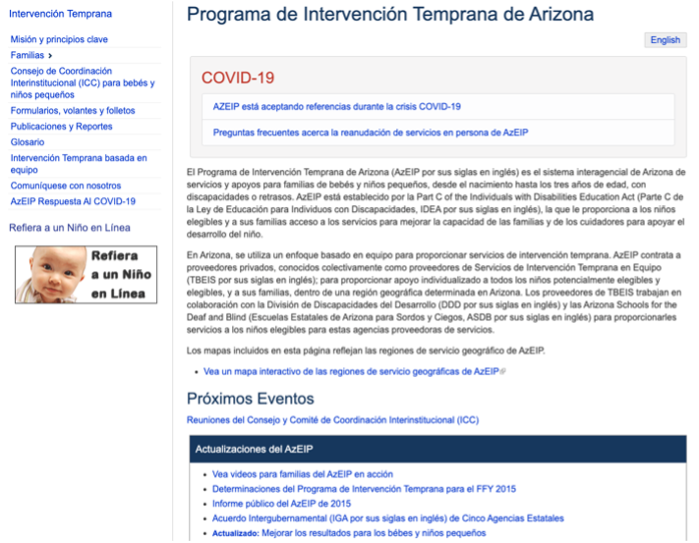 Intervención Temprana
Misión y principios clave
Familias >
Consejo de Coordinación
Interinstitucional (ICC) para bebés y
niños pequeños
Formularios, volantes y folletos
Publicaciones y Reportes
Glosario
Intervención Temprana basada en
equipo
Comuníquese con nosotros
AzEIP Respuesta Al COVID-19
Refiera a un Niño en Línea
Refiera
a un Niño
en Línea
Programa de Intervención Temprana de Arizona
English
COVID-19
AZEIP está aceptando referencias durante la crisis COVID-19
Preguntas frecuentes acerca la reanudación de servicios en persona de AzEIP
El Programa de Intervención Temprana de Arizona (AzEIP por sus siglas en inglés) es el sistema interagencial de Arizona de
servicios y apoyos para familias de bebés y niños pequeños, desde el nacimiento hasta los tres años de edad, con
discapacidades o retrasos. AzEIP está establecido por la Part C of the Individuals with Disabilities Education Act (Parte C de
la Ley de Educación para Individuos con Discapacidades, IDEA por sus siglas en inglés), la que le proporciona a los niños
elegibles y a sus familias acceso a los servicios para mejorar la capacidad de las familias y de los cuidadores para apoyar el
desarrollo del niño.
En Arizona, se utiliza un enfoque basado en equipo para proporcionar servicios de intervención temprana. AzEIP contrata a
proveedores privados, conocidos colectivamente como proveedores de Servicios de Intervención Temprana en Equipo
(TBEIS por sus siglas en inglés); para proporcionar apoyo individualizado a todos los niños potencialmente elegibles y
elegibles, y a sus familias, dentro de una región geográfica determinada en Arizona. Los proveedores de TBEIS trabajan en
colaboración con la División de Discapacidades del Desarrollo (DDD por sus siglas en inglés) y las Arizona Schools for the
Deaf and Blind (Escuelas Estatales de Arizona para Sordos y Ciegos, ASDB por sus siglas en inglés) para proporcionarles
servicios a los niños elegibles para estas agencias proveedoras de servicios.
Los mapas incluidos en esta página reflejan las regiones de servicio geográfico de AzEIP.
• Vea un mapa interactivo de las regiones de servicio geográficas de AzEIP
Próximos Eventos
Reuniones del Consejo y Comité de Coordinación Interinstitucional (ICC)
Actualizaciones del AzEIP
• Vea videos para familias del AzEIP en acción
• Determinaciones del Programa de Intervención Temprana para el FFY 2015
• Informe público del AzEIP de 2015
• Acuerdo Intergubernamental (IGA por sus siglas en inglés) de Cinco Agencias Estatales
• Actualizado: Mejorar los resultados para los bébes y niños pequeños